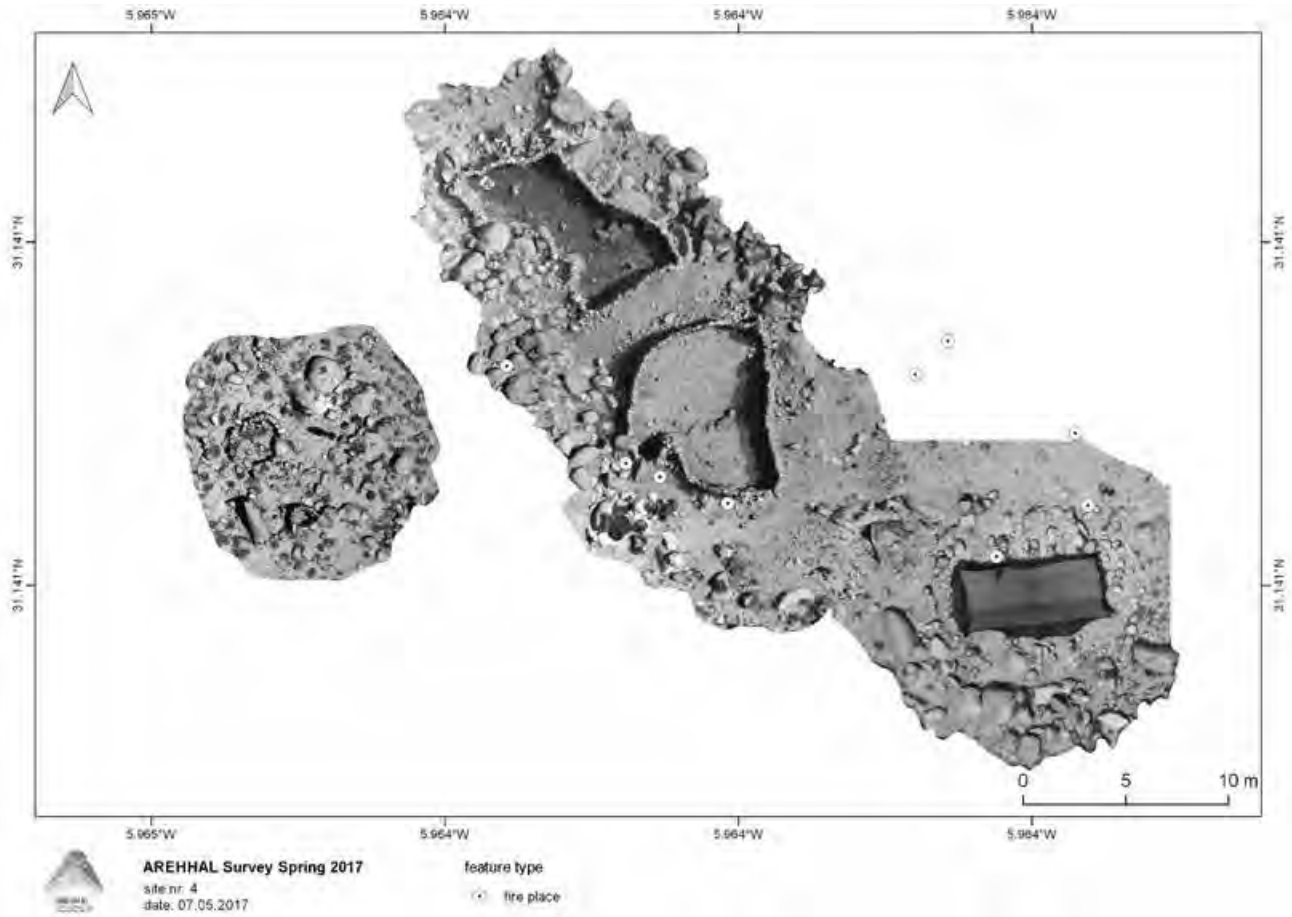 5.965°W 5.964°W 5.964°W 5.964°W
31.141°N 31.141°N
31.141°N 31.141°N
0 5 10 m
5.965°W 5.964°W 5.964°W 5.964°W
AREHHAL Survey Spring 2017
site nr: 4
date: 07.05.2017
feature type
fire place